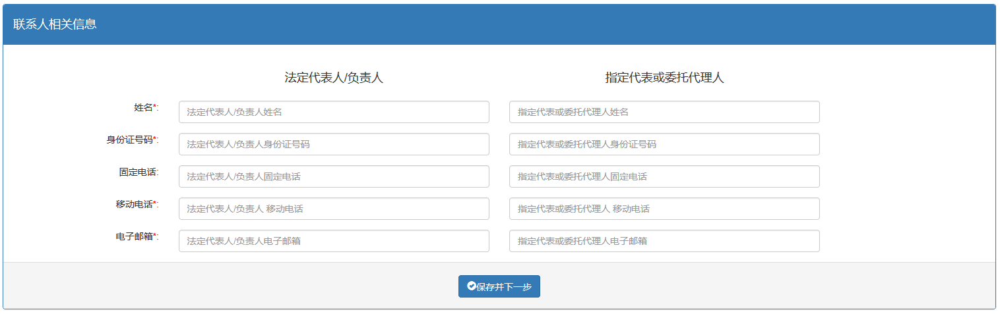 联系人相关信息
法定代表人/负责人 指定代表或委托代理人
姓名*: 法定代表人/负责人姓名 指定代表或委托代理人姓名
身份证号码*: 法定代表人/负责人身份证号码 指定代表或委托代理人身份证号码
固定电话: 法定代表人/负责人固定电话 指定代表或委托代理人固定电话
移动电话*: 法定代表人/负责人 移动电话 指定代表或委托代理人 移动电话
电子邮箱*: 法定代表人/负责人电子邮箱 指定代表或委托代理人电子邮箱
保存并下一步